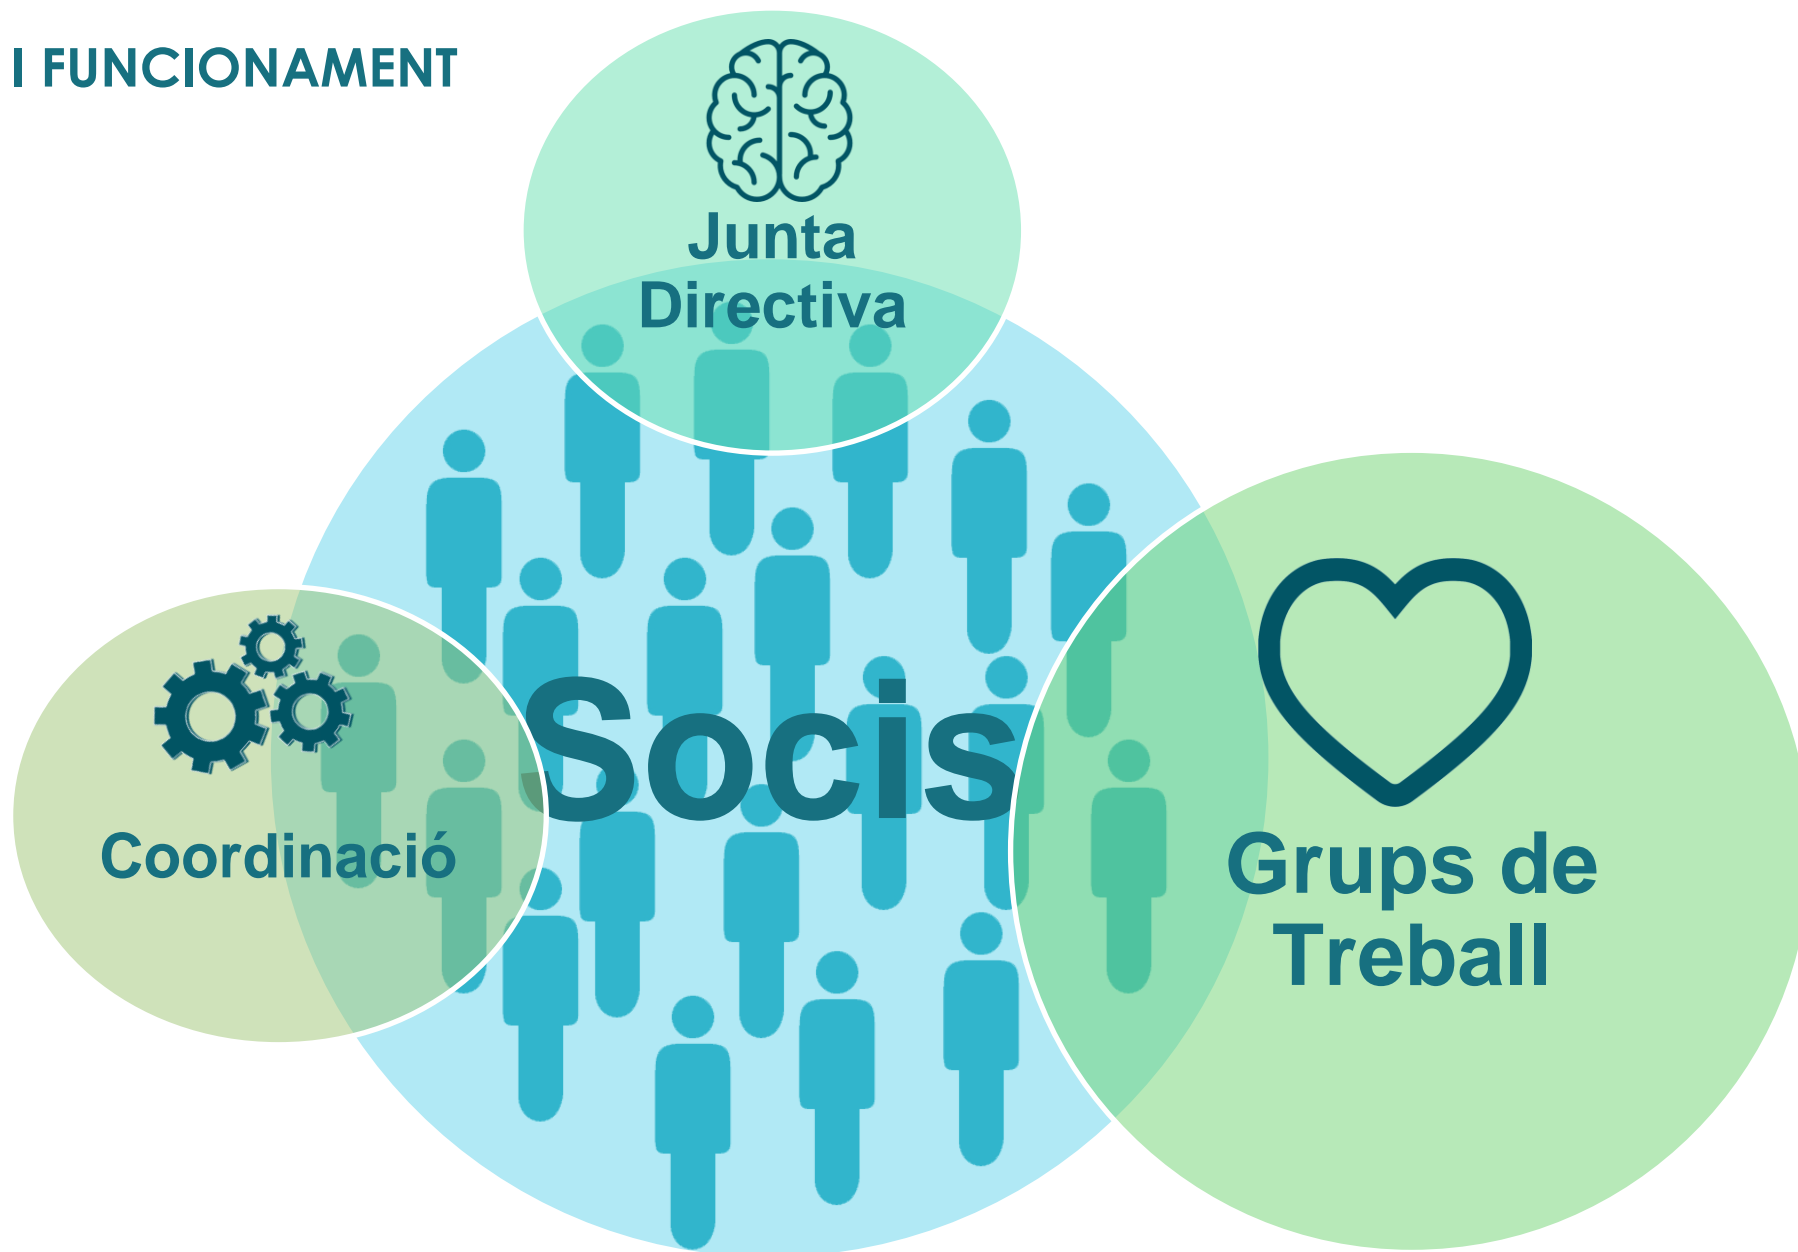 I FUNCIONAMENT
Junta
Directiva
Socis
Coordinació
Grups de
Treball